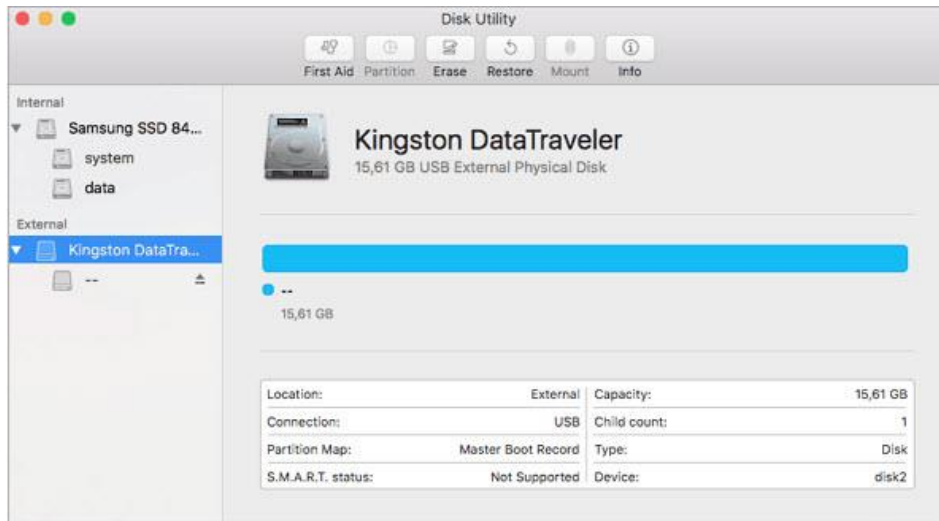 Disk Utility
First Aid Partition Erase Restore Mount Info
Internal
Samsung SSD 84...
system
data
External
Kingston DataTra...
--
Kingston DataTraveler
15,61 GB USB External Physical Disk
--
15,61 GB
Location: External Capacity: 15,61 GB
Connection: USB Child count: 1
Partition Map: Master Boot Record Type: Disk
S.M.A.R.T. status: Not Supported Device: disk2